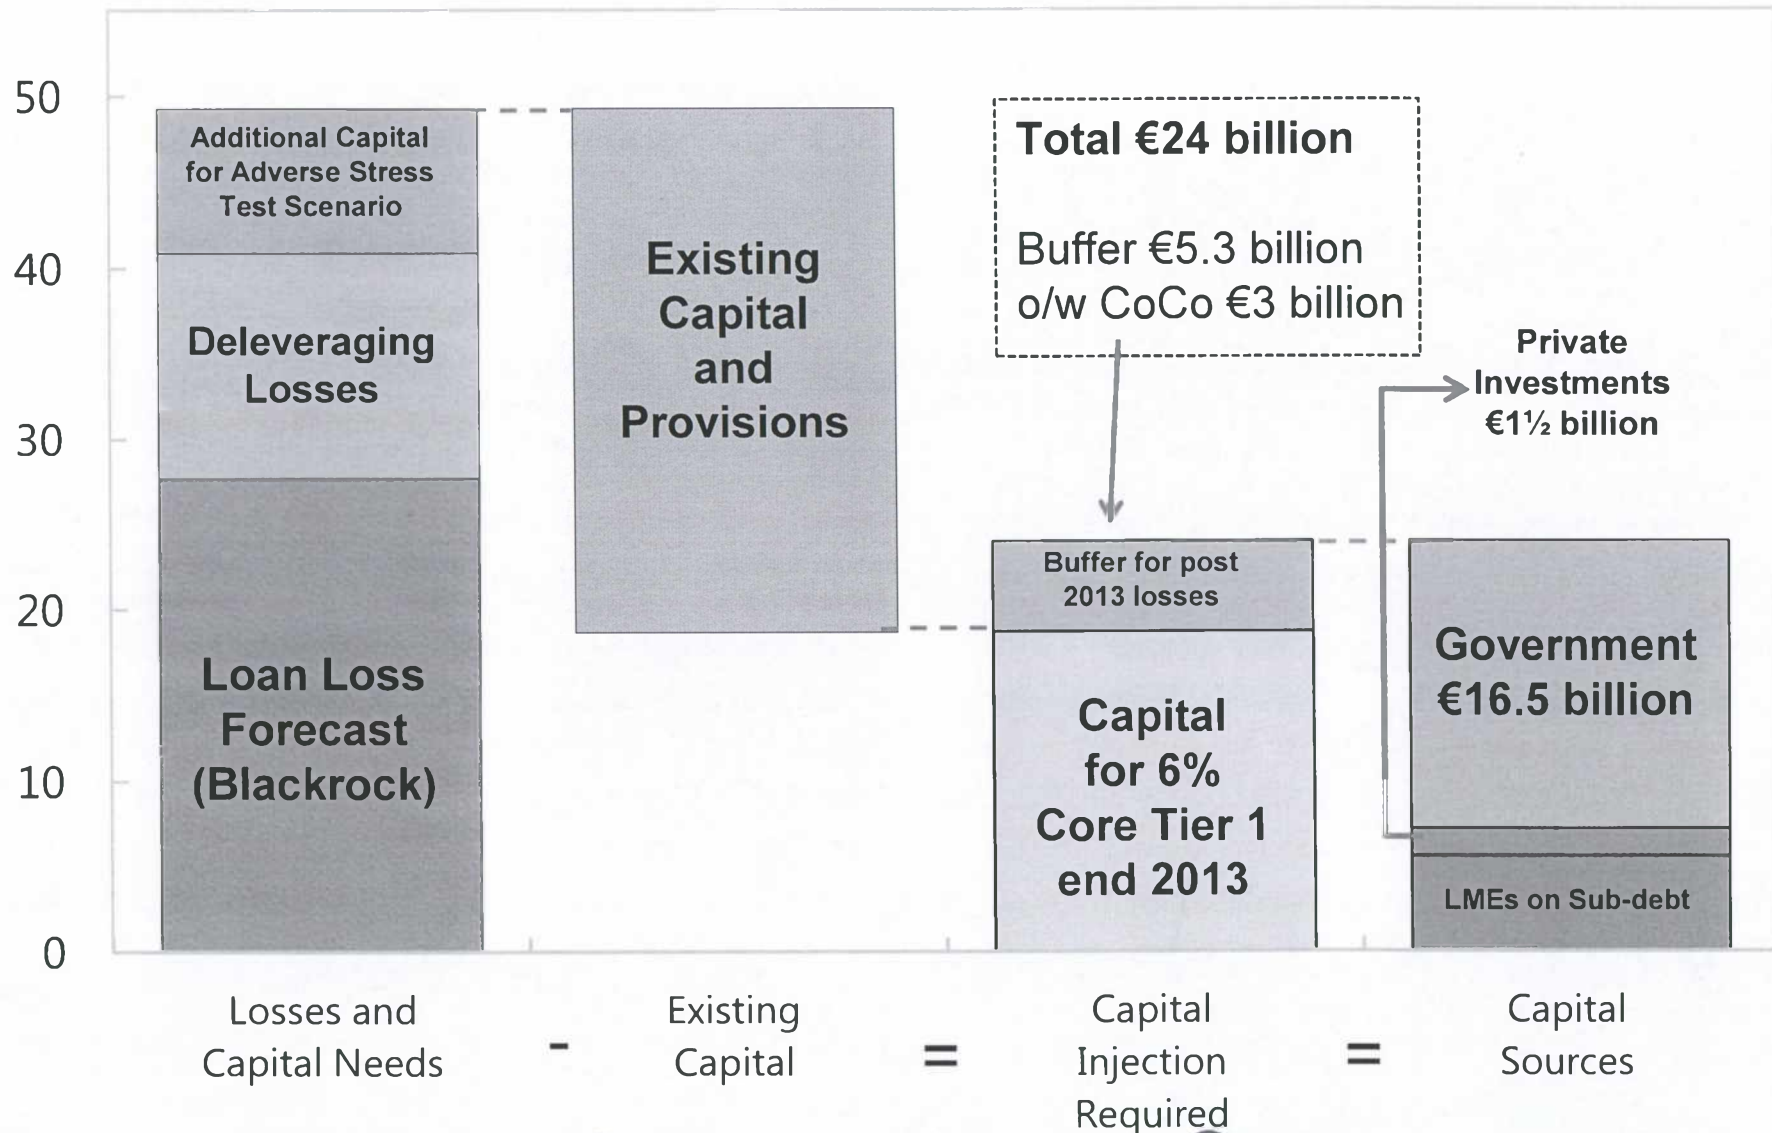 50
40
30
20
10
0
Additional Capital
for Adverse Stress
Test Scenario
Deleveraging
Losses
Loan Loss
Forecast
(Blackrock)
Existing
Capital
and
Provisions
Total €24 billion
Buffer €5.3 billion
o/w CoCo €3 billion
Buffer for post
2013 losses
Capital
for 6%
Core Tier 1
end 2013
Private
Investments
€1½ billion
Government
€16.5 billion
LMEs on Sub-debt
Losses and
Capital Needs
-
Existing
Capital
=
Capital
Injection
Required
=
Capital
Sources